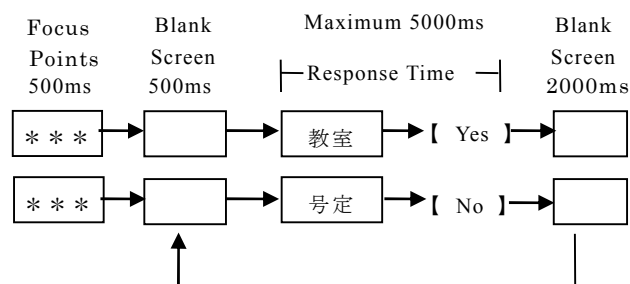 Focus Points 500ms
Blank Screen 500ms
Maximum 5000ms
Response Time
Blank Screen 2000ms
＊＊＊
教室
【 Yes 】
＊＊＊
号定
【 No 】